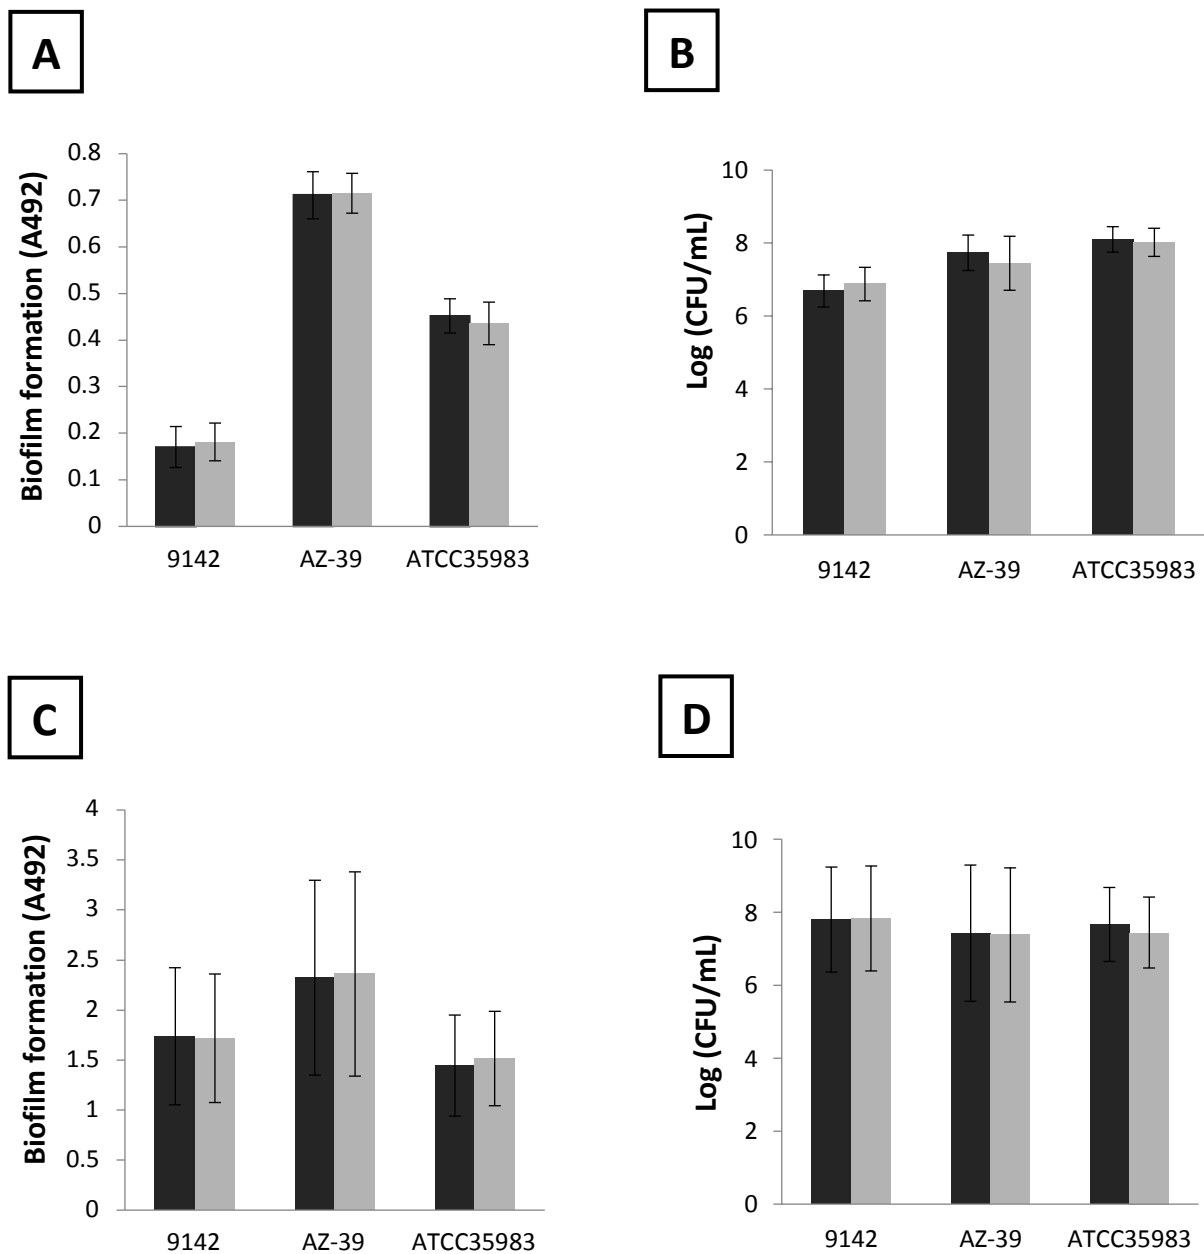 A
Biofilm formation (A492)
0.8
0.7
0.6
0.5
0.4
0.3
0.2
0.1
0
9142 AZ-39 ATCC35983
B
Log (CFU/mL)
10
8
6
4
2
0
9142 AZ-39 ATCC35983
C
Biofilm formation (A492)
4
3.5
3
2.5
2
1.5
1
0.5
0
9142 AZ-39 ATCC35983
D
Log (CFU/mL)
10
8
6
4
2
0
9142 AZ-39 ATCC35983